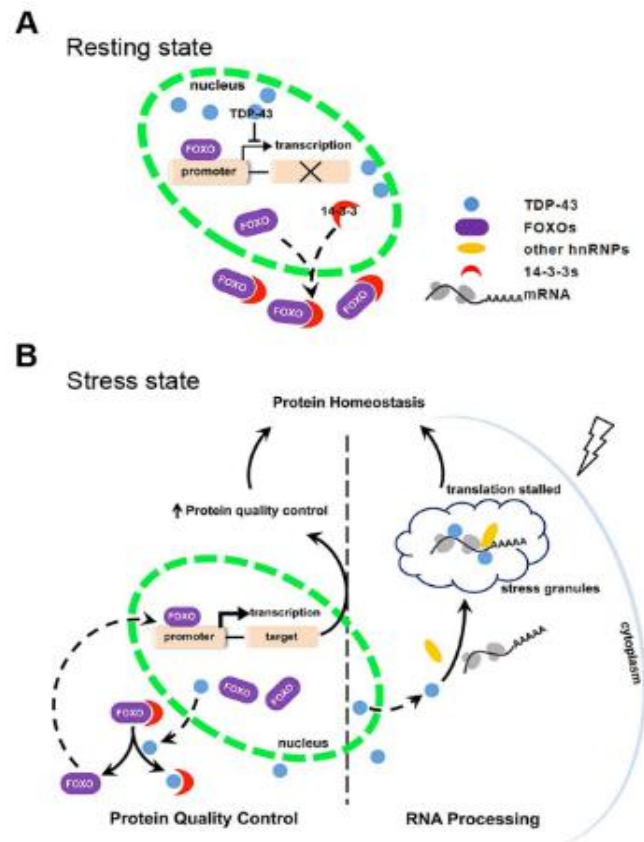 A
Resting state
nucleus
TDP-43
FOXO
transcription
promoter
FOXO
14-3-3
FOXO
FOXO
FOXO
TDP-43
FOXOs
other hnRNPs
14-3-3s
AAAAA mRNA
B
Stress state
Protein Homeostasis
translation stalled
Protein quality control
AAAAA
stress granules
FOXO
transcription
promoter
target
AAAAA
cytoplasm
FOXO
FOXO
FOXO
nucleus
FOXO
Protein Quality Control
RNA Processing